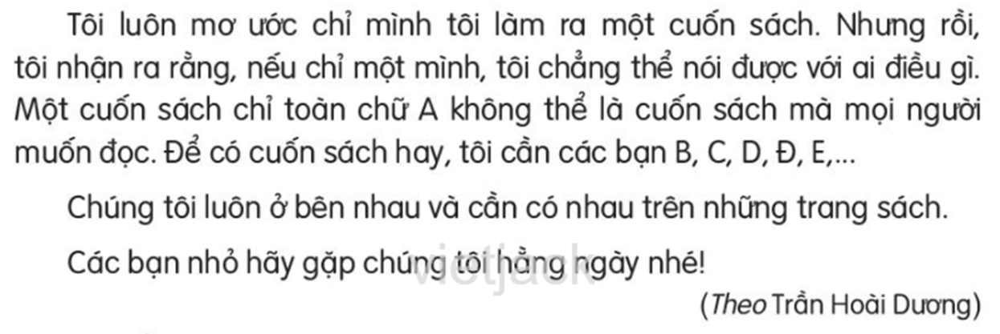 Tôi luôn mơ ước chỉ mình tôi làm ra một cuốn sách. Nhưng rồi,
tôi nhận ra rằng, nếu chỉ một mình, tôi chẳng thể nói được với ai điều gì.
Một cuốn sách chỉ toàn chữ A không thể là cuốn sách mà mọi người
muốn đọc. Để có cuốn sách hay, tôi cần các bạn B, C, D, Đ, E,...
Chúng tôi luôn ở bên nhau và cần có nhau trên những trang sách.
Các bạn nhỏ hãy gặp chúng tôi hằng ngày nhé!
vietjack
(Theo Trần Hoài Dương)